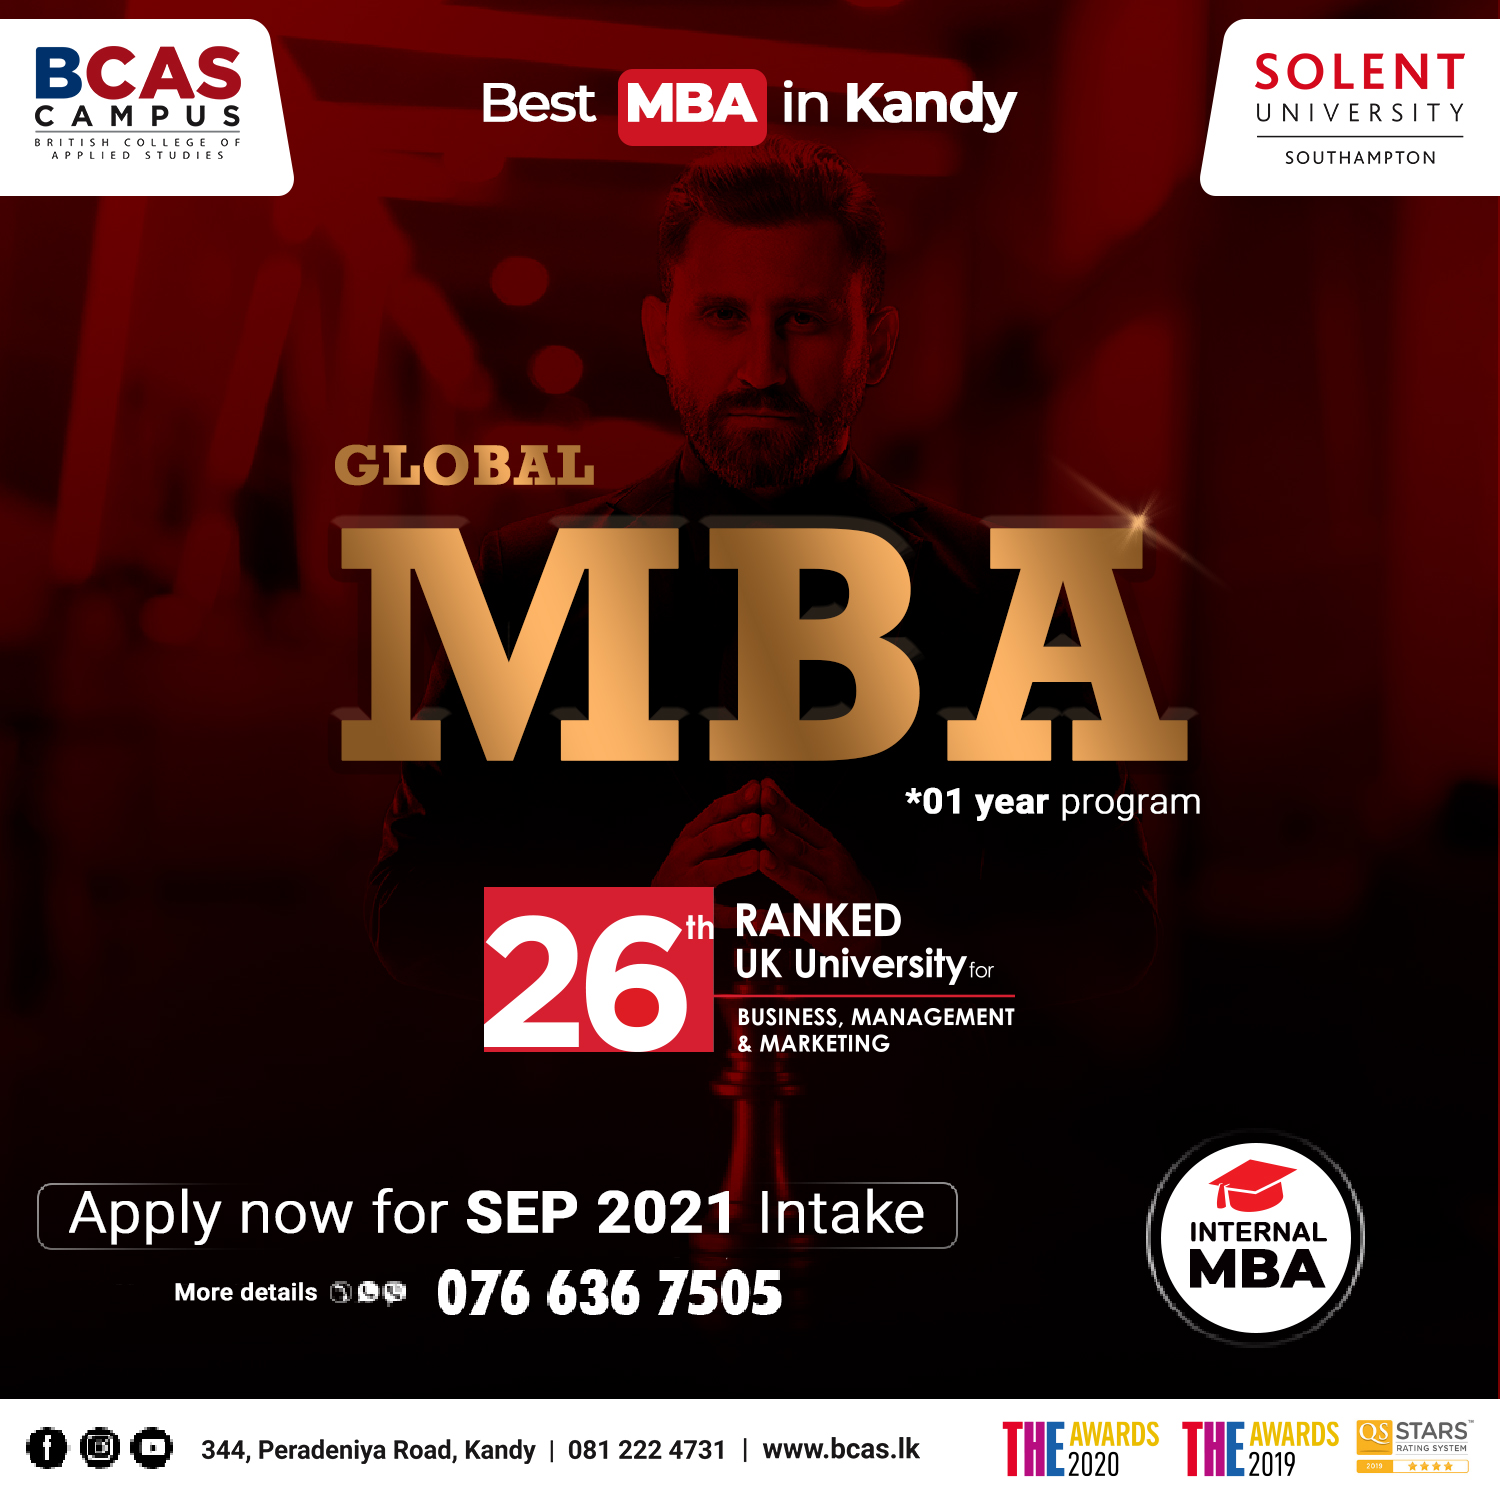 BCAS
CAMPUS
BRITISH COLLEGE OF
APPLIED STUDIES
Best MBA in Kandy
SOLENT
UNIVERSITY
SOUTHAMPTON
GLOBAL
MBA
*01 year program
26th
RANKED
UK University for
BUSINESS, MANAGEMENT
& MARKETING
Apply now for SEP 2021 Intake
More details 076 636 7505
INTERNAL
MBA
344, Peradeniya Road, Kandy | 081 222 4731 | www.bcas.lk
THE AWARDS
2020
THE AWARDS
2019
QS STARS™
RATING SYSTEM
2019